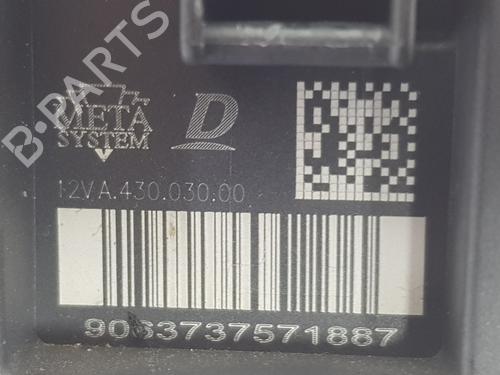 B-PARTS
META
SYSTEM
D
12VA.430.030.00
9063737571887